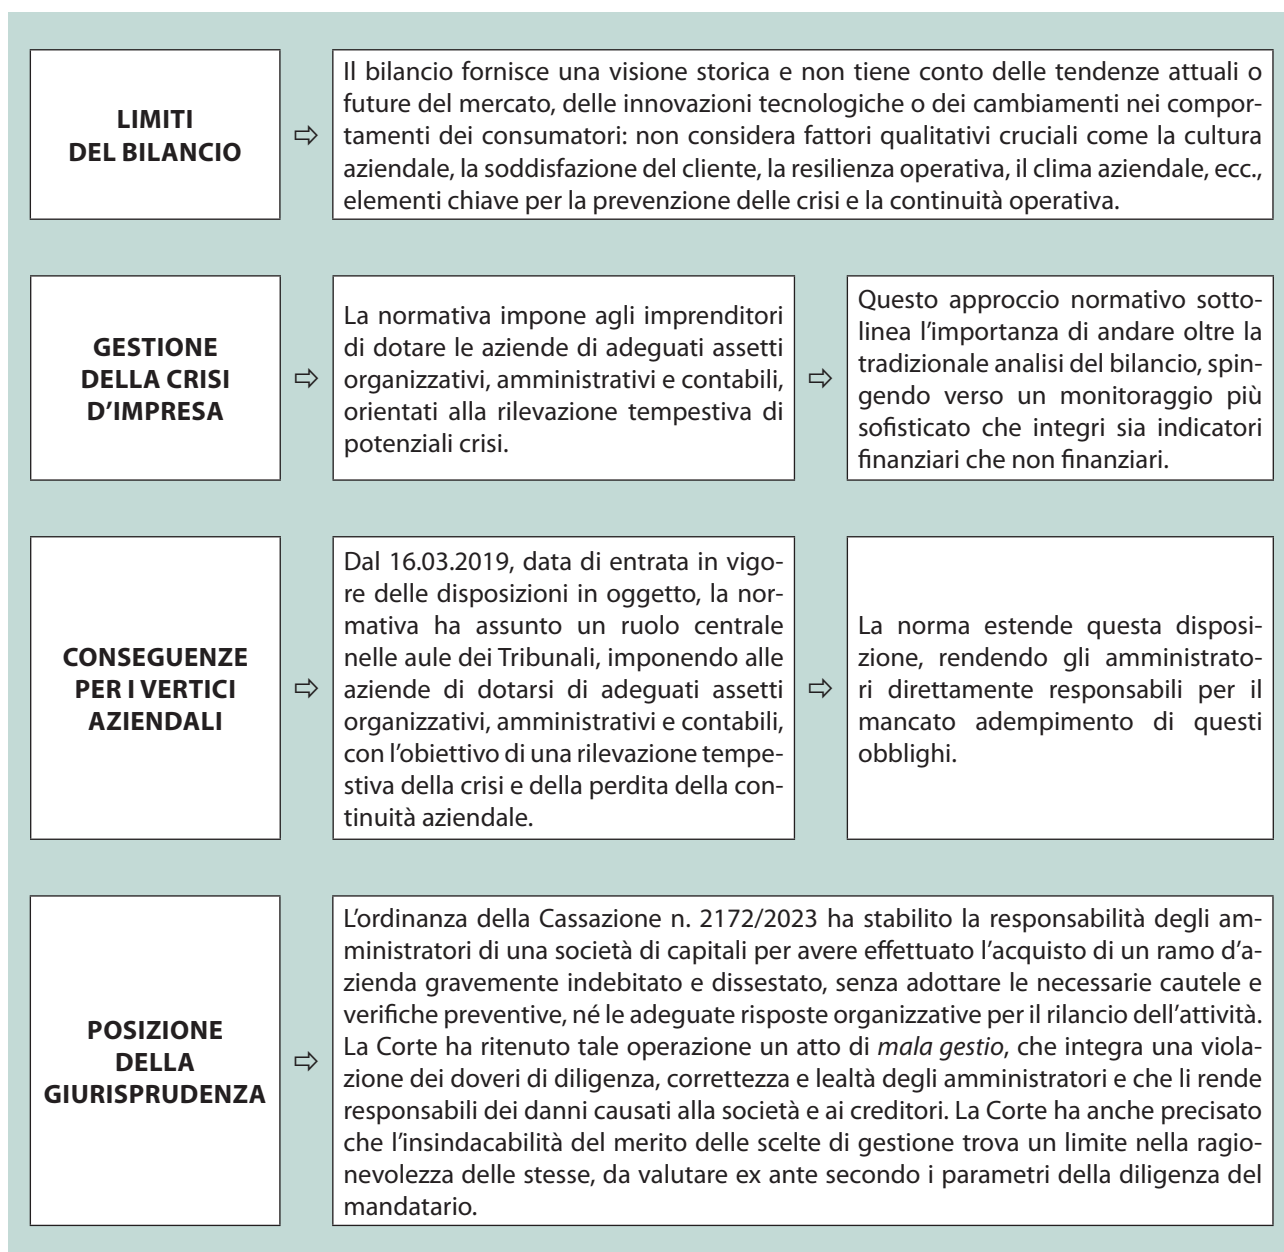 LIMITI
DEL BILANCIO
⇨
Il bilancio fornisce una visione storica e non tiene conto delle tendenze attuali o
future del mercato, delle innovazioni tecnologiche o dei cambiamenti nei compor-
tamenti dei consumatori: non considera fattori qualitativi cruciali come la cultura
aziendale, la soddisfazione del cliente, la resilienza operativa, il clima aziendale, ecc.,
elementi chiave per la prevenzione delle crisi e la continuità operativa.
GESTIONE
DELLA CRISI
D’IMPRESA
⇨
La normativa impone agli imprenditori
di dotare le aziende di adeguati assetti
organizzativi, amministrativi e contabili,
orientati alla rilevazione tempestiva di
potenziali crisi.
⇨
Questo approccio normativo sotto-
linea l’importanza di andare oltre la
tradizionale analisi del bilancio, spin-
gendo verso un monitoraggio più
sofisticato che integri sia indicatori
finanziari che non finanziari.
CONSEGUENZE
PER I VERTICI
AZIENDALI
⇨
Dal 16.03.2019, data di entrata in vigo-
re delle disposizioni in oggetto, la nor-
mativa ha assunto un ruolo centrale
nelle aule dei Tribunali, imponendo alle
aziende di dotarsi di adeguati assetti
organizzativi, amministrativi e contabili,
con l’obiettivo di una rilevazione tempe-
stiva della crisi e della perdita della con-
tinuità aziendale.
⇨
La norma estende questa disposi-
zione, rendendo gli amministrato-
ri direttamente responsabili per il
mancato adempimento di questi
obblighi.
POSIZIONE
DELLA
GIURISPRUDENZA
⇨
L’ordinanza della Cassazione n. 2172/2023 ha stabilito la responsabilità degli am-
ministratori di una società di capitali per avere effettuato l’acquisto di un ramo d’a-
zienda gravemente indebitato e dissestato, senza adottare le necessarie cautele e
verifiche preventive, né le adeguate risposte organizzative per il rilancio dell’attività.
La Corte ha ritenuto tale operazione un atto di mala gestio, che integra una viola-
zione dei doveri di diligenza, correttezza e lealtà degli amministratori e che li rende
responsabili dei danni causati alla società e ai creditori. La Corte ha anche precisato
che l’insindacabilità del merito delle scelte di gestione trova un limite nella ragio-
nevolezza delle stesse, da valutare ex ante secondo i parametri della diligenza del
mandatario.